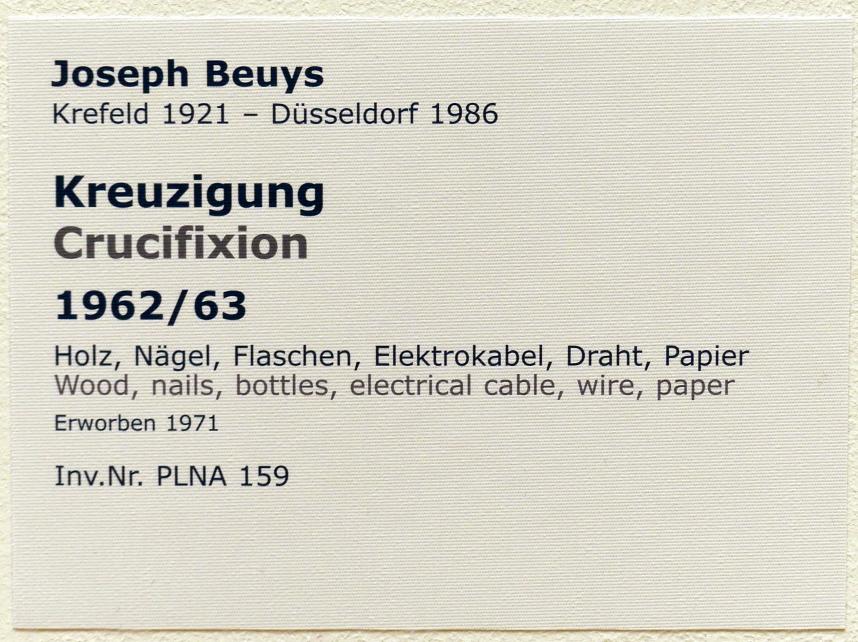 Joseph Beuys
Krefeld 1921 – Düsseldorf 1986
Kreuzigung
Crucifixion
1962/63
Holz, Nägel, Flaschen, Elektrokabel, Draht, Papier
Wood, nails, bottles, electrical cable, wire, paper
Erworben 1971
Inv.Nr. PLNA 159